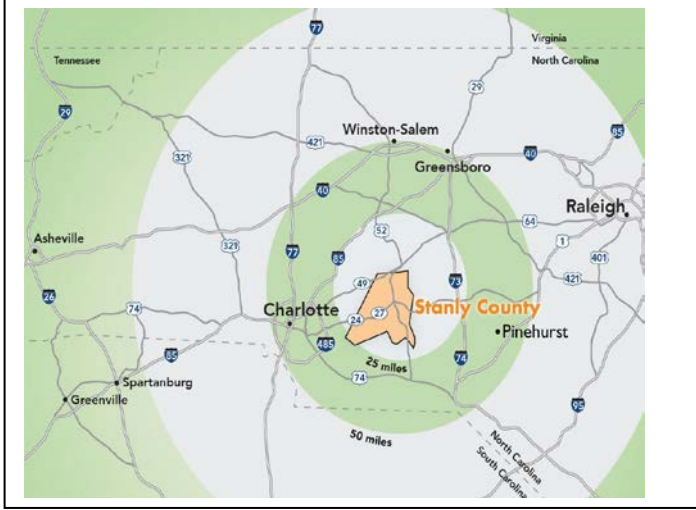 77
Virginia
Tennessee
North Carolina
29
29
Winston-Salem
85
421
Greensboro
40
321
40
64
Raleigh
52
1
Asheville
321
77
85
401
421
49
73
26
Stanly County
74
Charlotte
24
27
Pinehurst
485
85
25 miles
74
74
Spartanburg
Greenville
95
50 miles
North Carolina
South Carolina